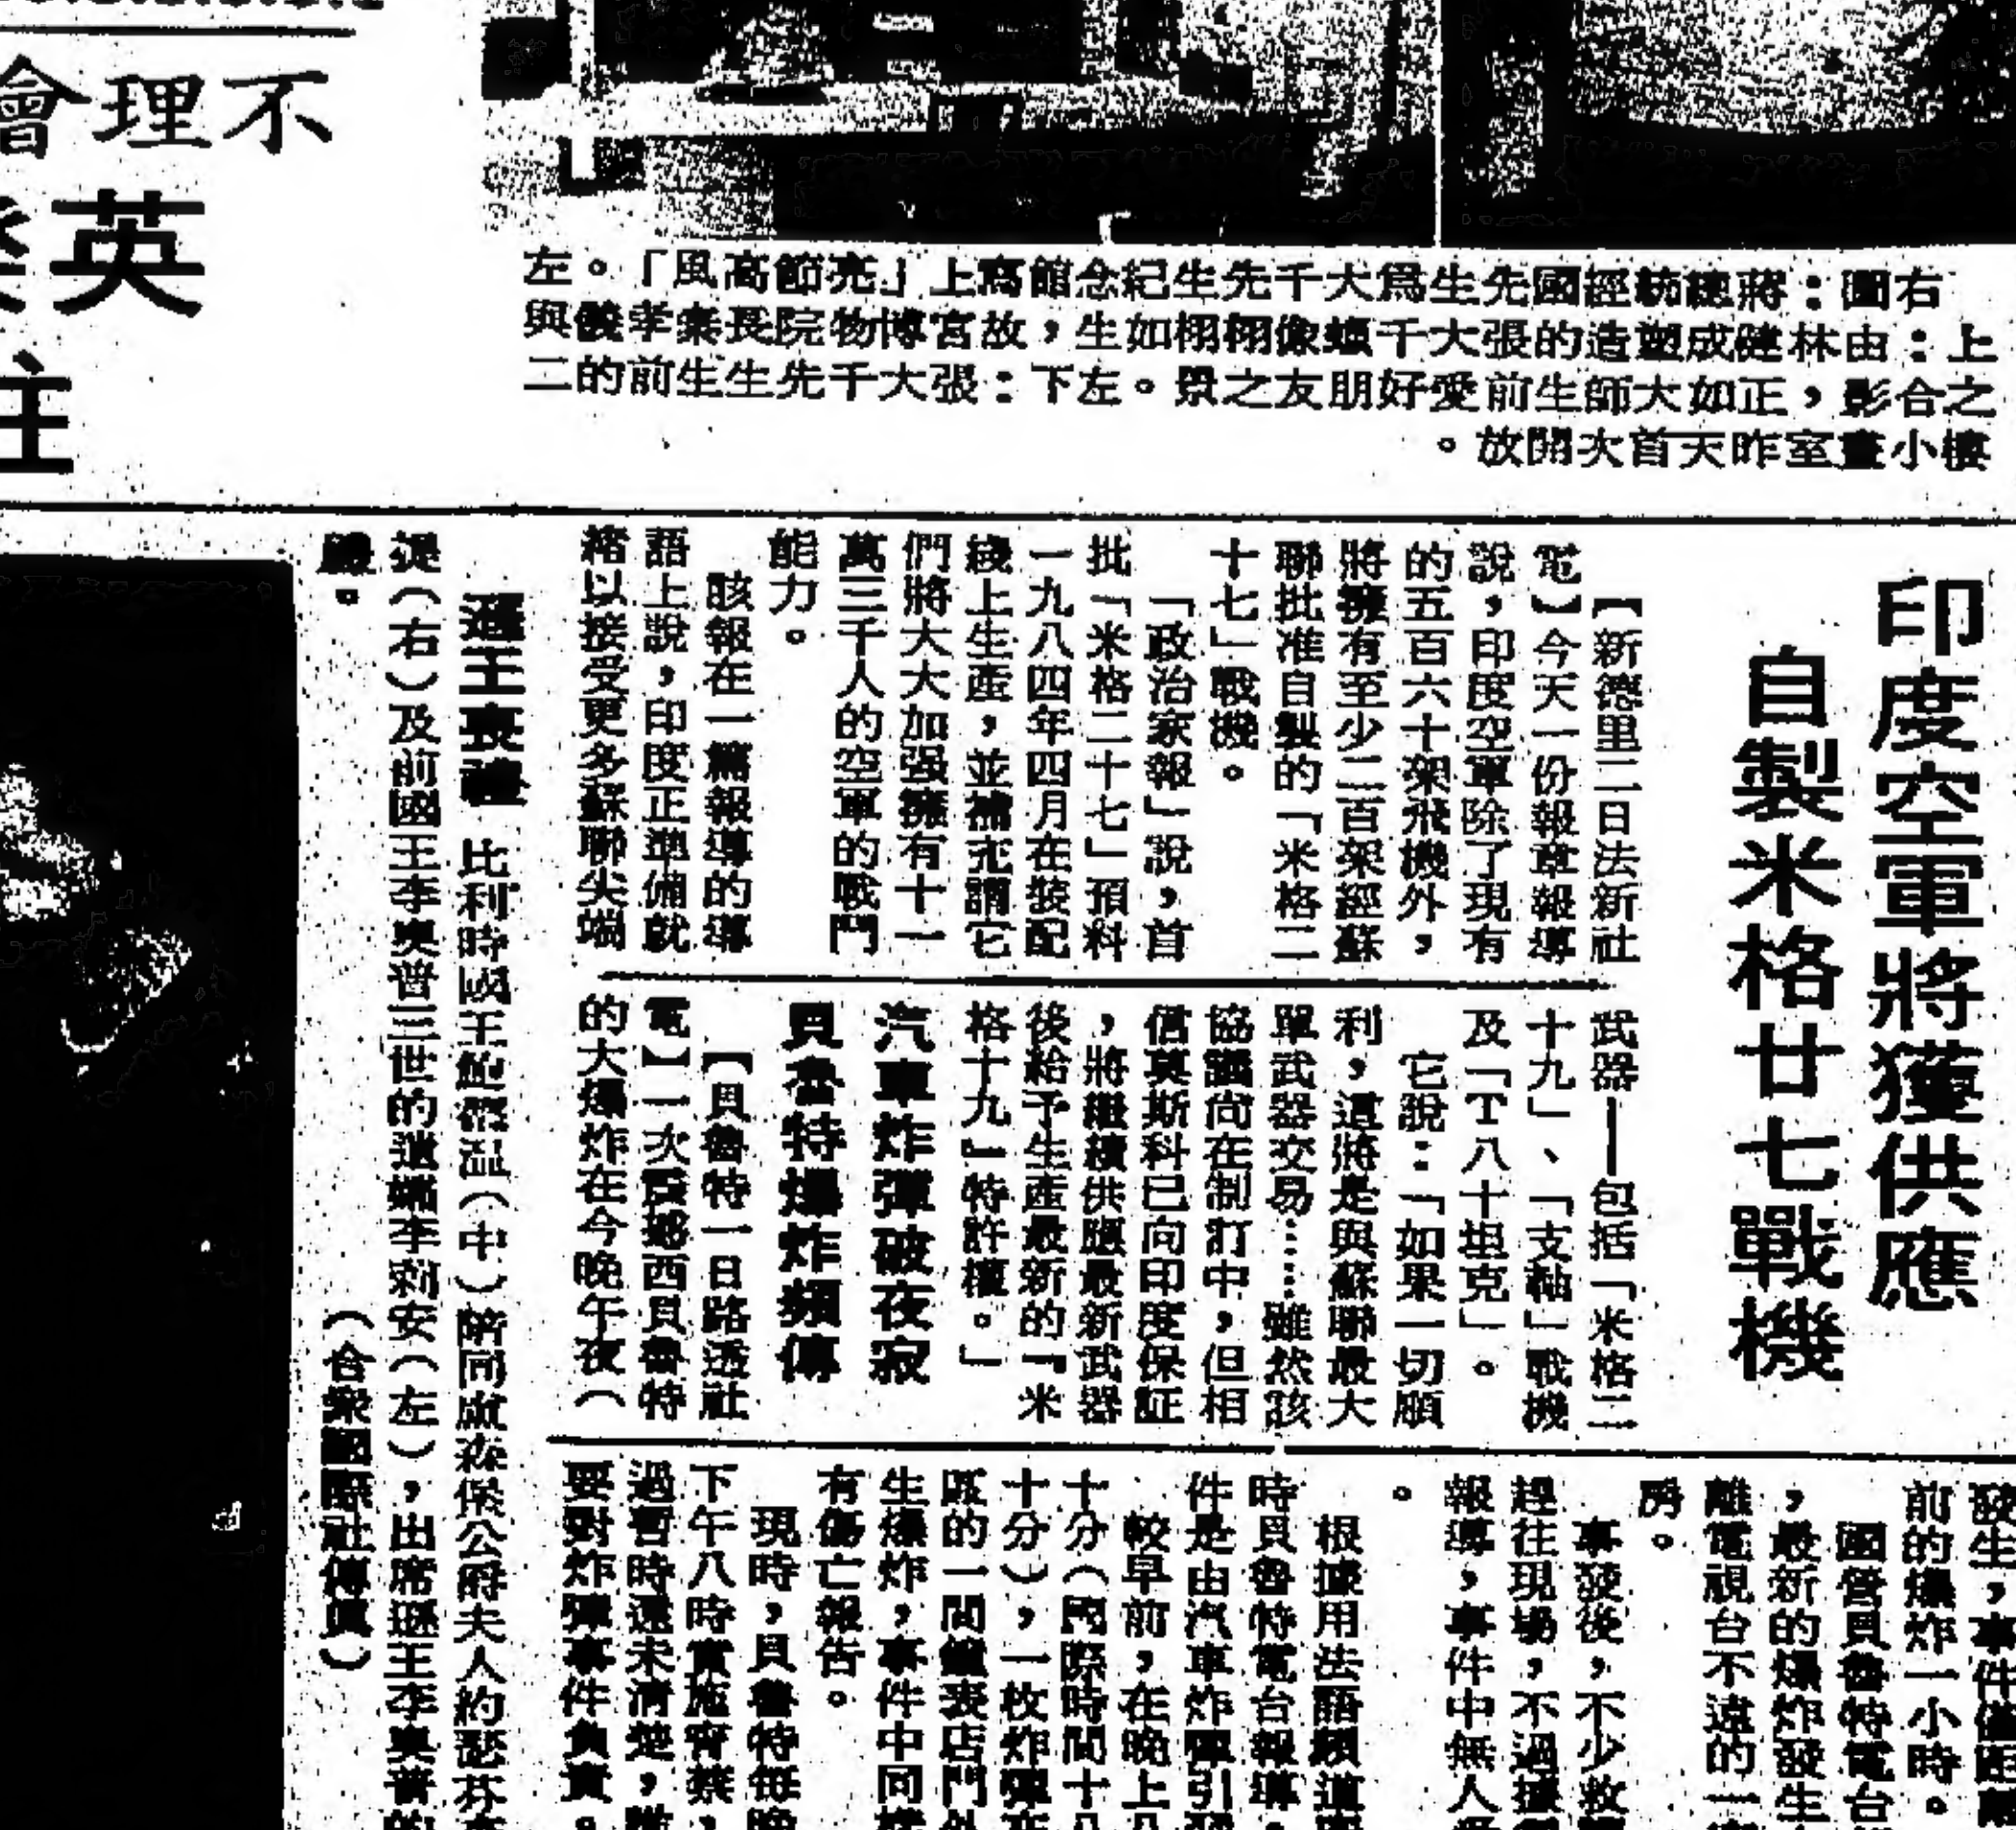 不理會
英
主
右圖：蔣總統經國先生爲大千先生紀念館寫上「亮節高風」。左
上：由林健成塑造的張大千蠟像栩栩如生，故宮博物院長秦孝儀與
之合影，正如大師生前愛好朋友之景。左下：張大千先生生前的二
樓小畫室昨天首次開放。
印度空軍將獲供應
自製米格廿七戰機
【新德里二日法新社
電】今天一份報章報導
說，印度空軍除了現有
的五百六十架飛機外，
將擁有至少二百架經蘇
聯批准自製的「米格二
十七」戰機。
「政治家報」說，首
批「米格二十七」預料
一九八四年四月在裝配
綫上生產，並補充謂它
們將大大加强擁有十一
萬三千人的空軍的戰鬥
能力。
該報在一篇報導的導
語上說，印度正準備就
緒以接受更多蘇聯尖端
武器——包括「米格二
十九」、「支軸」戰機
及「T八十坦克」。
它說：「如果一切順
利，這將是與蘇聯最大
單武器交易……雖然該
協議尚在制訂中，但相
信莫斯科已向印度保証
，將繼續供應最新武器
後給予生產最新的「米
格十九」特許權。」
汽車炸彈破夜寂
貝魯特爆炸頻傳
【貝魯特一日路透社
電】一次震撼西貝魯特
的大爆炸在今晚午夜（
發生，事件僅距離
前的爆炸一小時。
國營貝魯特電台
，最新的爆炸發生
離電視台不遠的一
房。
事發後，不少救
趕往現場，不過據
報導，事件中無人
。
根據用法語頻道
時貝魯特電台報導，
件是由汽車炸彈引
較早前，在晚上八
十分（國際時間十八
十分），一枚炸彈在
區的一間鐘表店門外
生爆炸，事件中同樣
有傷亡報告。
現時，貝魯特每晚
下午八時實施宵禁，
過暫時還未清楚，誰
要對炸彈事件負責。
遜王喪禮
比利時國王鮑德溫（中）陪同盧森保公爵夫人約瑟芬
提（右）及前國王李奧普三世的遺孀李莉安（左），出席遜王李奧普的
禮。
（合衆國際社傳真）